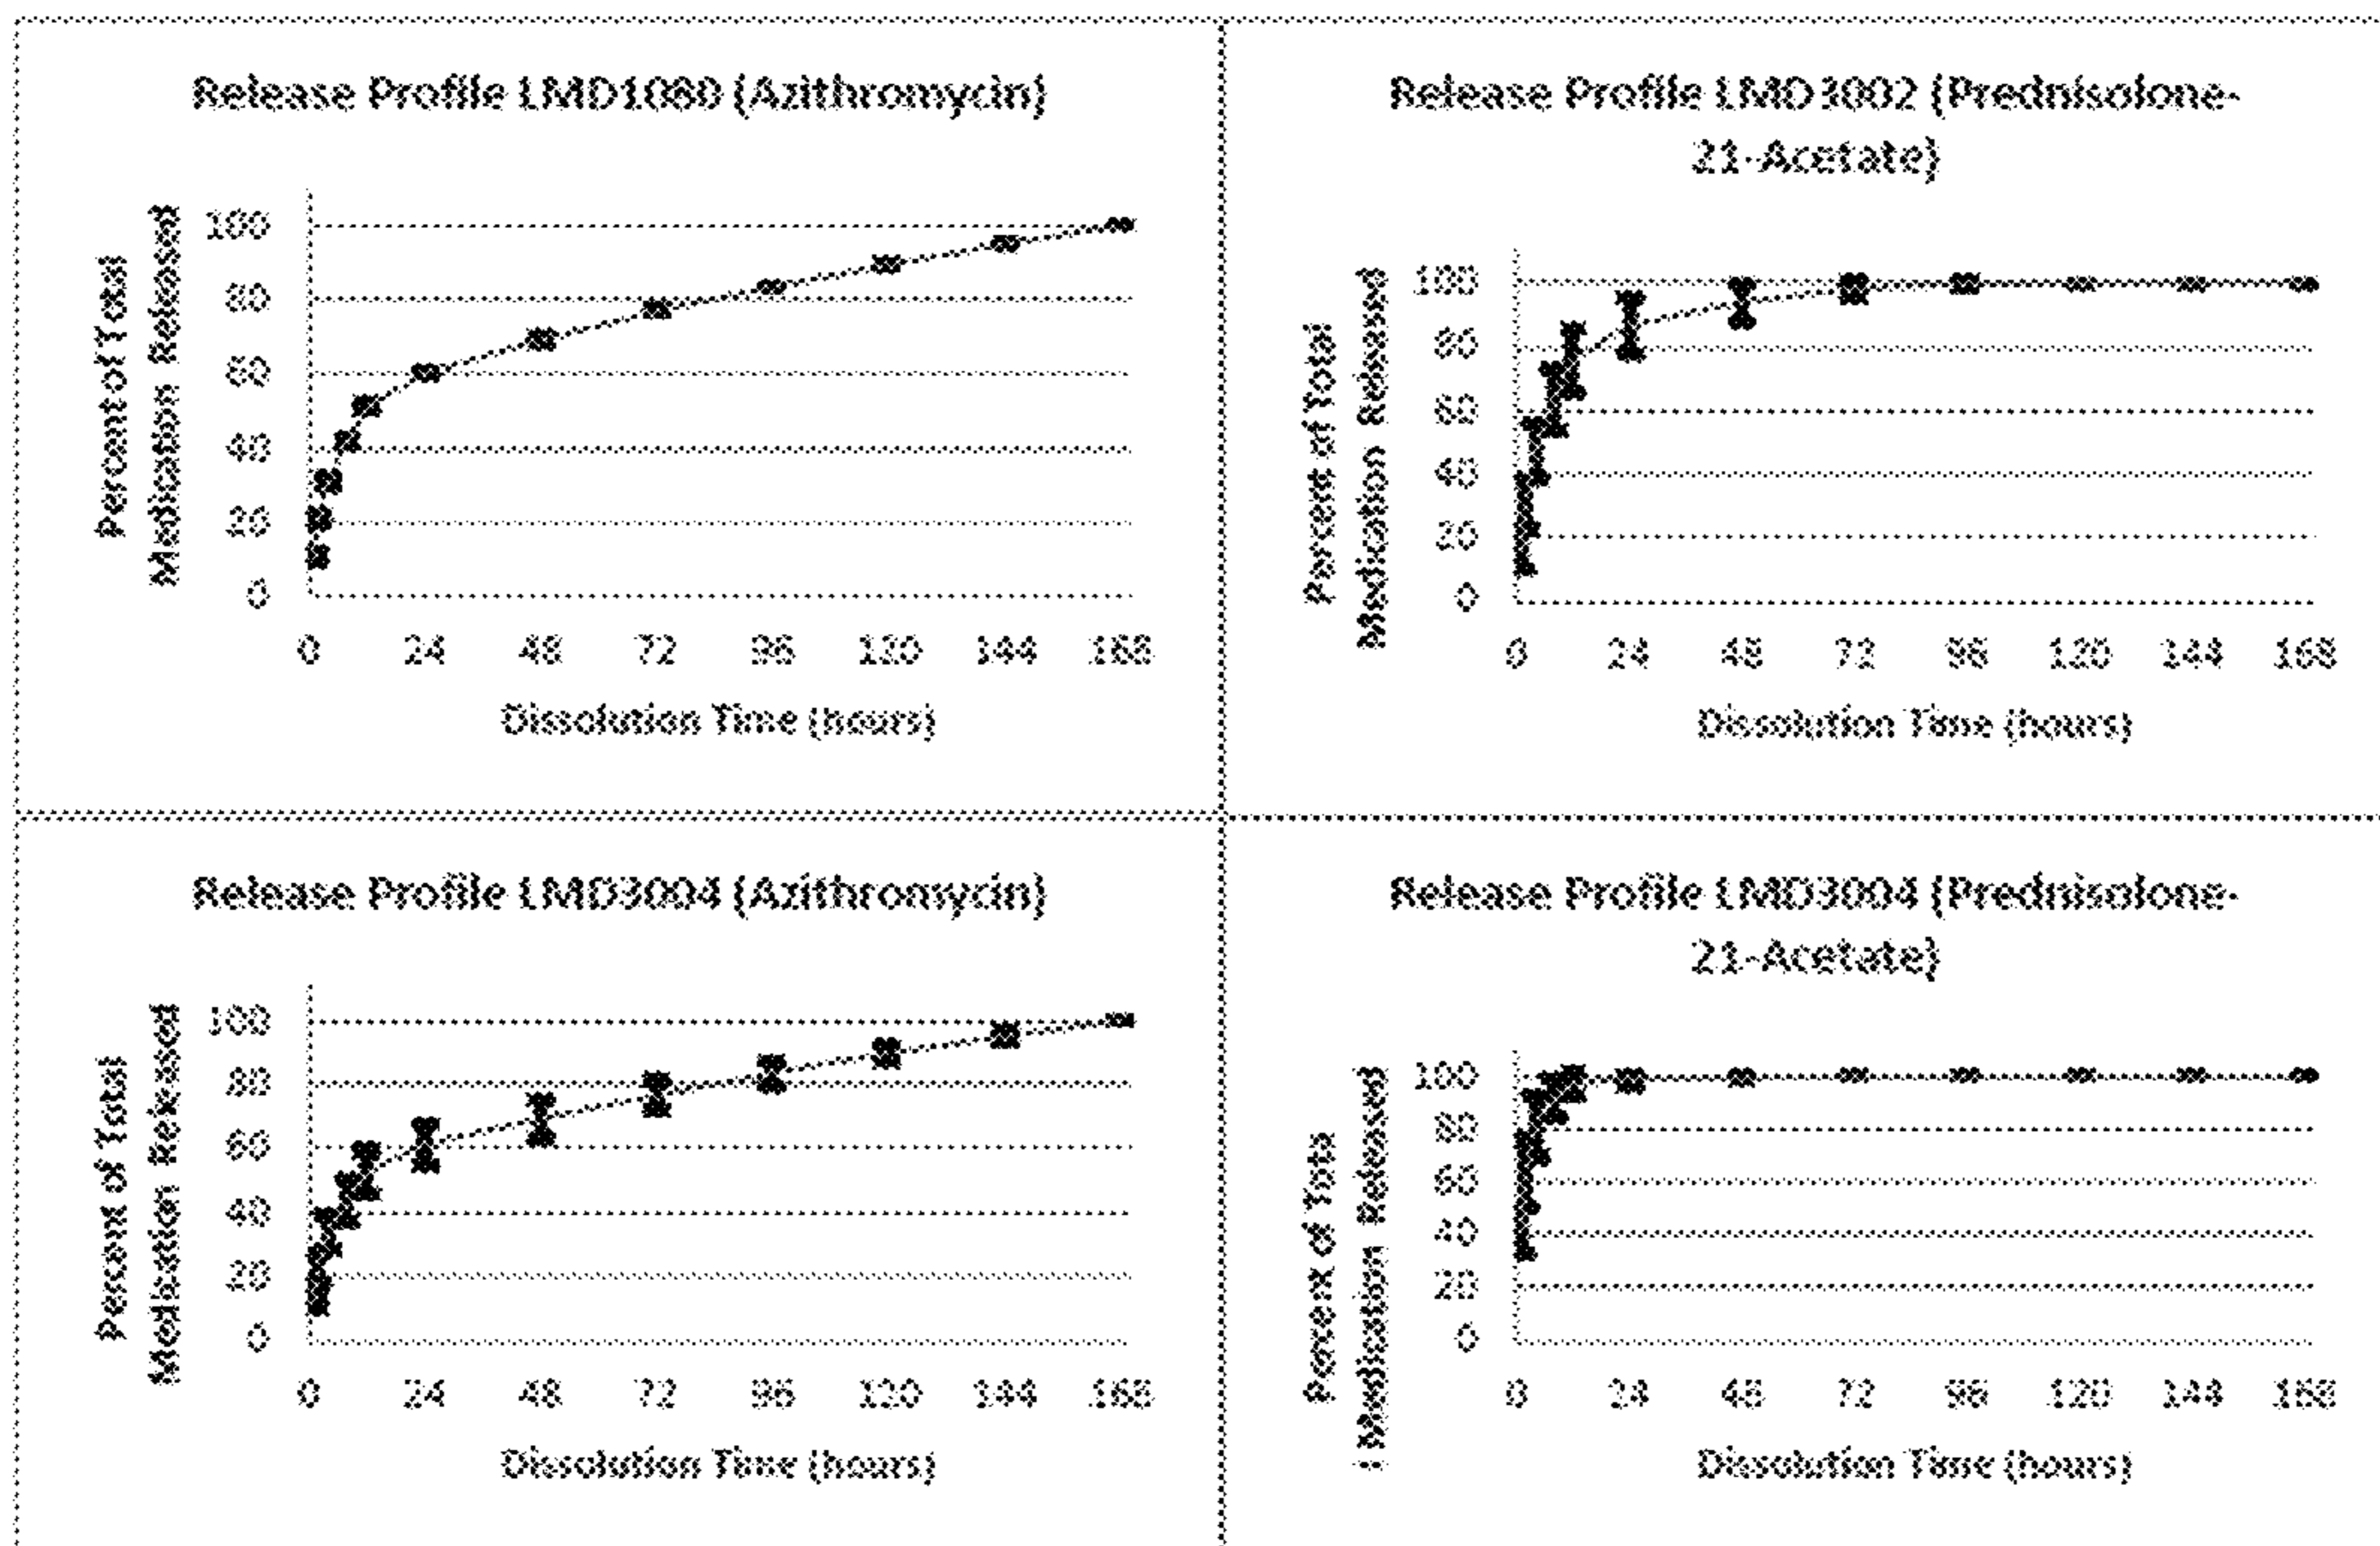 Release Profile LMD1080 (Azithromycin)
Percent of Total
Medication Released
100
80
60
40
20
0
0 24 48 72 96 120 144 168
Dissolution Time (hours)
Release Profile LMD3002 (Prednisolone-
21-Acetate)
Percent of Total
Medication Released
100
80
60
40
20
0
0 24 48 72 96 120 144 168
Dissolution Time (hours)
Release Profile LMD3004 (Azithromycin)
Percent of Total
Medication Released
100
80
60
40
20
0
0 24 48 72 96 120 144 168
Dissolution Time (hours)
Release Profile LMD3004 (Prednisolone-
21-Acetate)
Percent of Tota
l Medication Released
100
80
60
40
20
0
0 24 48 72 96 120 144 168
Dissolution Time (hours)